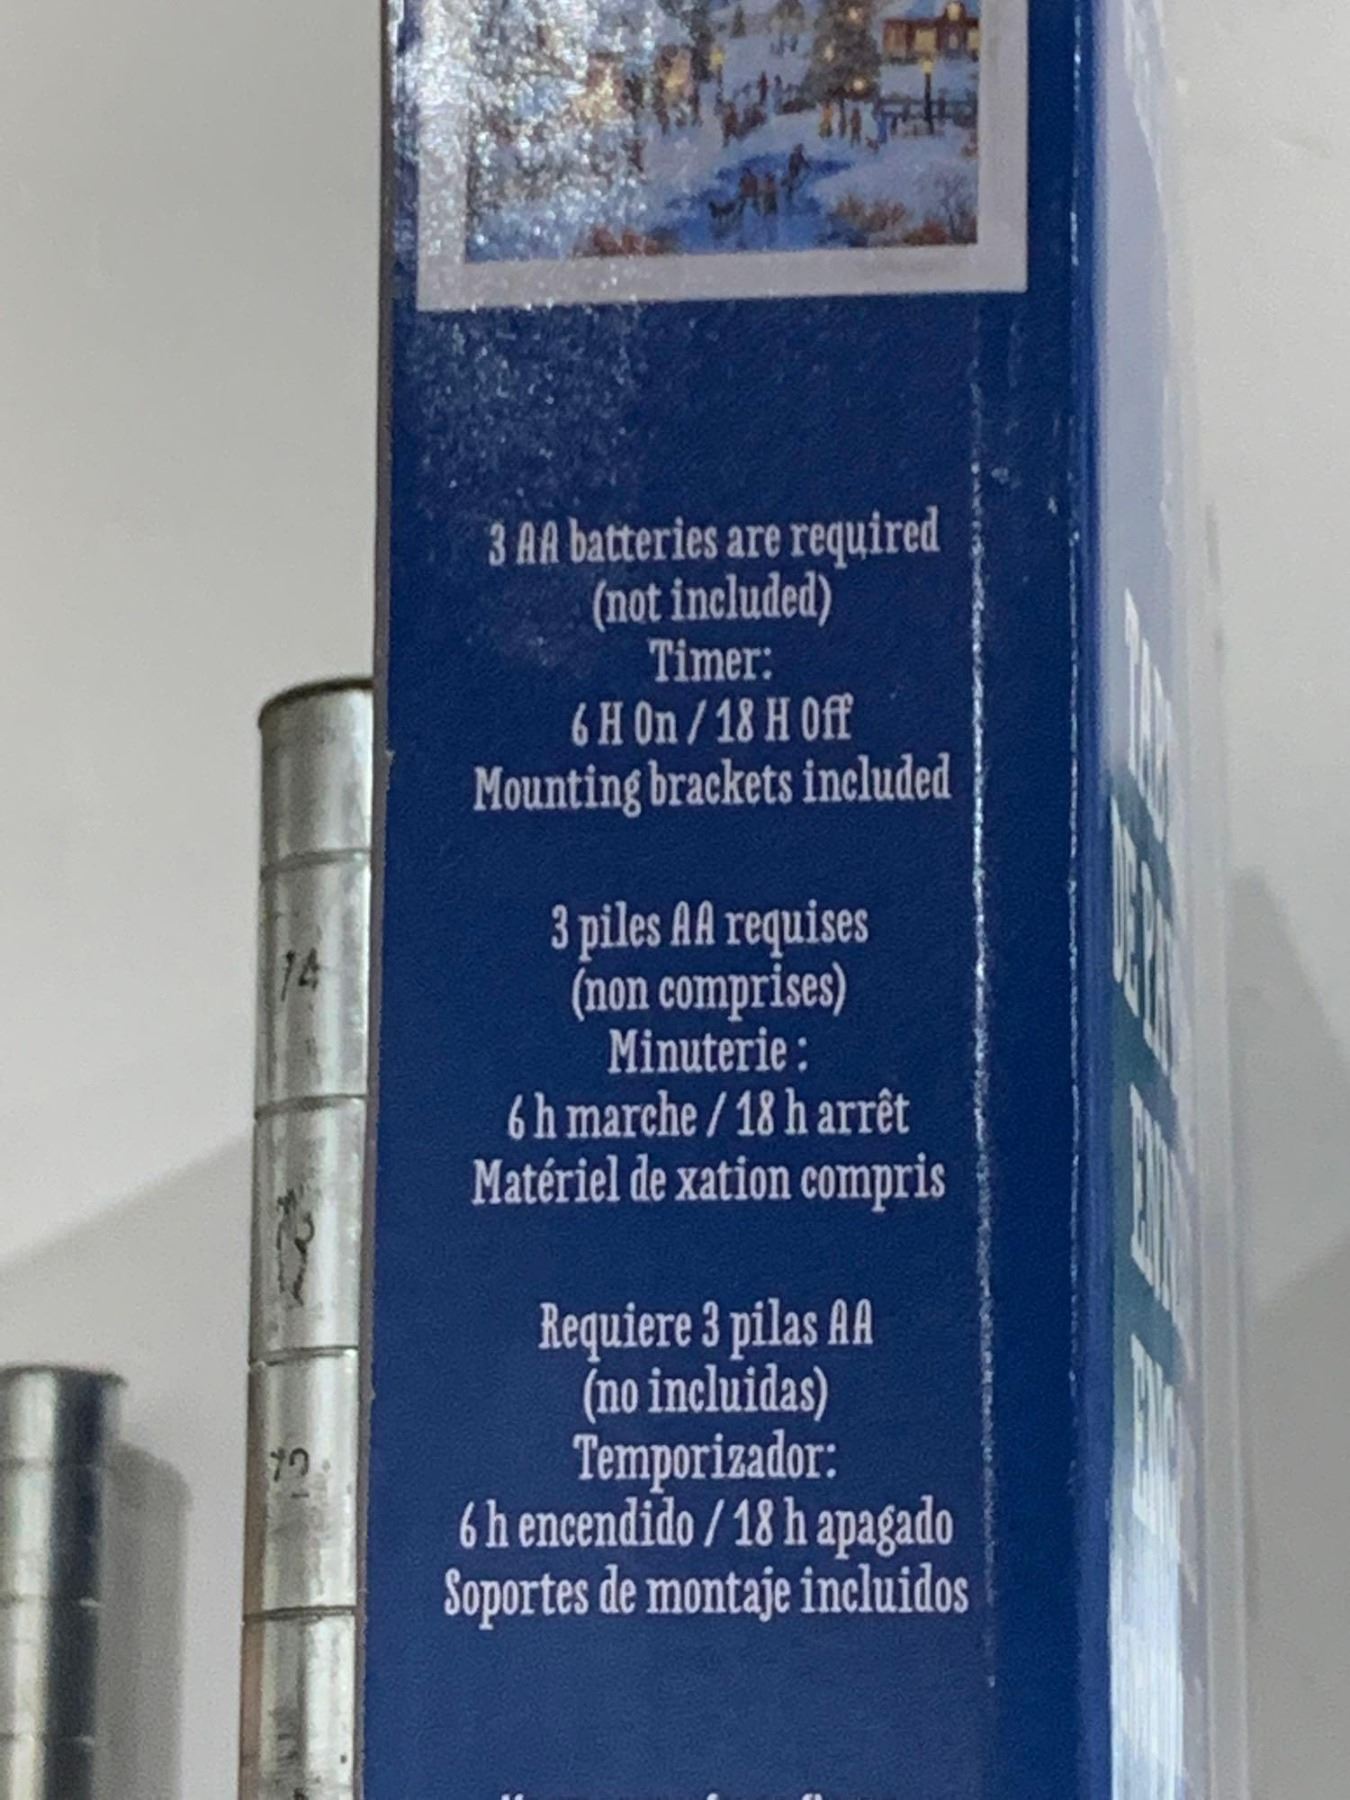 3 AA batteries are required
(not included)
Timer:
6 H On / 18 H Off
Mounting brackets included
3 piles AA requises
(non comprises)
Minuterie :
6 h marche / 18 h arrêt
Matériel de xation compris
Requiere 3 pilas AA
(no incluidas)
Temporizador:
6 h encendido / 18 h apagado
Soportes de montaje incluidos
14
DE